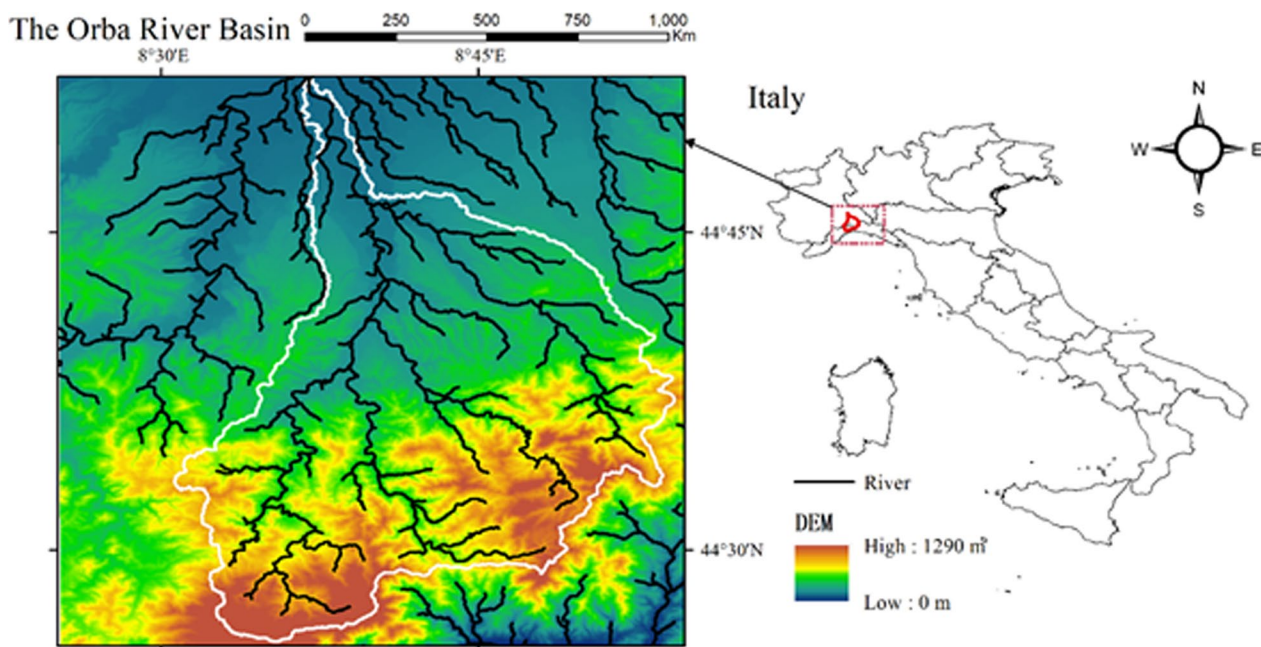 The Orba River Basin
0 250 500 750 1,000
Km
8°30'E 8°45'E
Italy
N
W E
S
44°45'N
River
DEM
High : 1290 m
44°30'N
Low : 0 m